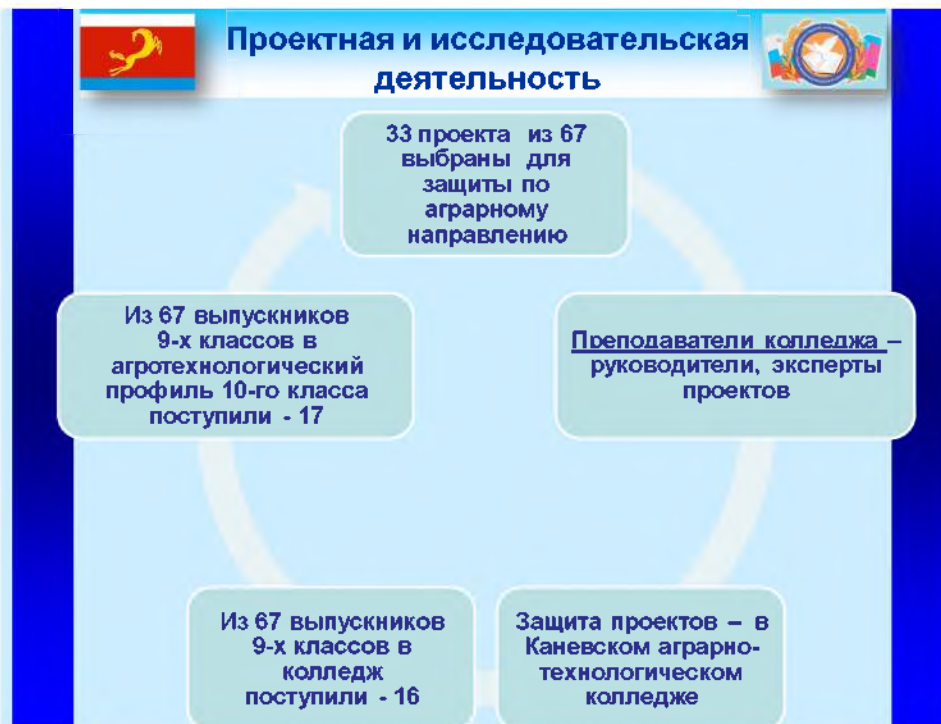 Проектная и исследовательская
деятельность
33 проекта из 67
выбраны для
защиты по
аграрному
направлению
Преподаватели колледжа –
руководители, эксперты
проектов
Защита проектов – в
Каневском аграрно-
технологическом
колледже
Из 67 выпускников
9-х классов в
колледж
поступили - 16
Из 67 выпускников
9-х классов в
агротехнологический
профиль 10-го класса
поступили - 17